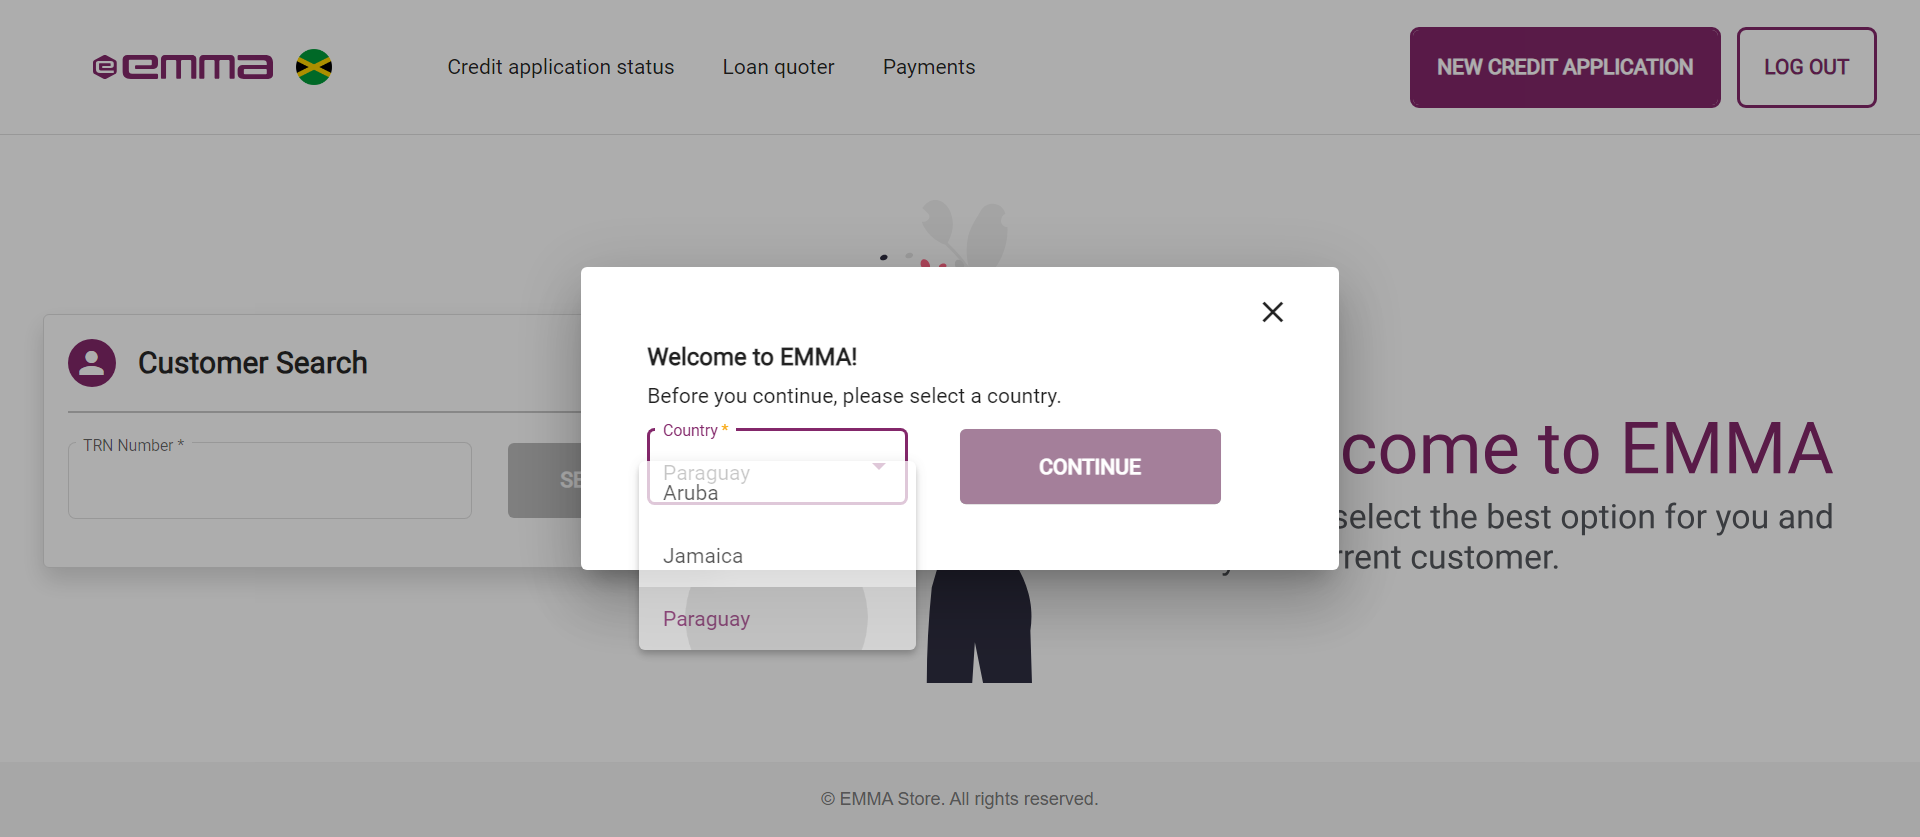 emma
Credit application status
Loan quoter
Payments
NEW CREDIT APPLICATION
LOG OUT
Customer Search
TRN Number *
Welcome to EMMA!
Before you continue, please select a country.
Country *
Paraguay
Aruba
Jamaica
Paraguay
CONTINUE
come to EMMA
select the best option for you and
rrent customer.
© EMMA Store. All rights reserved.